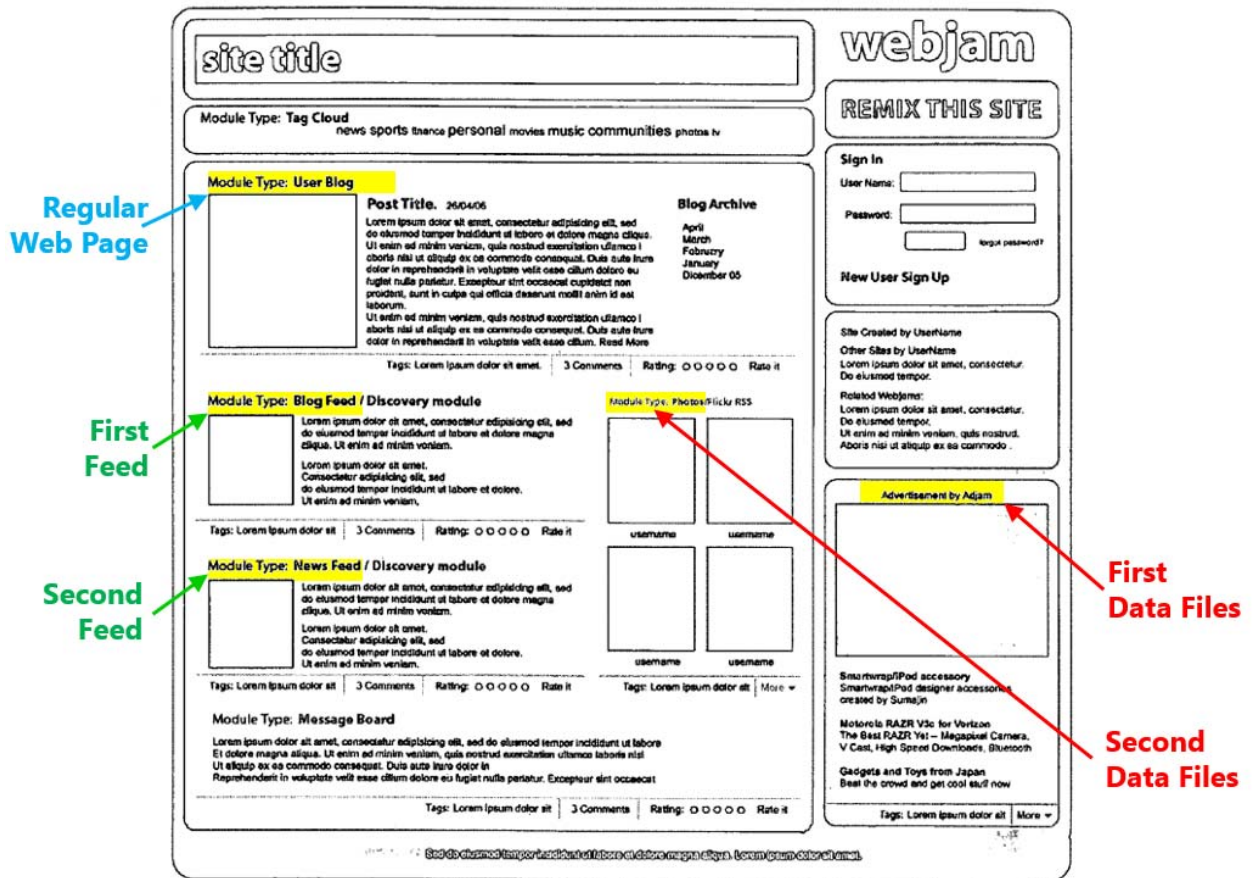 site title
webjam
REMIX THIS SITE
Module Type: Tag Cloud
news sports finance personal movies music communities photos tv
Regular
Web Page
Module Type: User Blog
Post Title. 26/04/06
Lorem ipsum dolor sit amet, consectetur adipisicing elit, sed
do eiusmod tempor incididunt ut labore et dolore magna aliqua.
Ut enim ad minim veniam, quis nostrud exercitation ullamco l
aboris nisi ut aliquip ex ea commodo consequat. Duis aute irure
dolor in reprehenderit in voluptate velit esse cillum dolore eu
fugiat nulla pariatur. Excepteur sint occaecat cupidatat non
proident, sunt in culpa qui officia deserunt mollit anim id est
laborum.
Ut enim ad minim veniam, quis nostrud exercitation ullamco l
aboris nisi ut aliquip ex ea commodo consequat. Duis aute irure
dolor in reprehenderit in voluptate velit esse cillum. Read More
Blog Archive
April
March
February
January
Dicember 05
Tags: Lorem ipsum dolor sit amet. 3 Comments Rating: Rate it
Sign In
User Name:
Password:
forgot password?
New User Sign Up
Site Created by UserName
Other Sites by UserName
Lorem ipsum dolor sit amet, consectetur.
Do eiusmod tempor.
Related Webjams:
Lorem ipsum dolor sit amet, consectetur.
Do eiusmod tempor.
Ut enim ad minim veniam, quis nostrud.
Aboris nisi ut aliquip ex ea commodo .
First
Feed
Module Type: Blog Feed / Discovery module
Lorem ipsum dolor sit amet, consectetur adipisicing elit, sed
do eiusmod tempor incididunt ut labore et dolore magna
aliqua. Ut enim ad minim veniam.
Lorem ipsum dolor sit amet.
Consectetur adipisicing elit, sed
do eiusmod tempor incididunt ut labore et dolore.
Ut enim ad minim veniam,
Tags: Lorem ipsum dolor sit 3 Comments Rating: Rate it
Module Type: Photos/Flickr RSS
username username
username username
Tags: Lorem ipsum dolor sit More
Second
Feed
Module Type: News Feed / Discovery module
Lorem ipsum dolor sit amet, consectetur adipisicing elit, sed
do eiusmod tempor incididunt ut labore et dolore magna
aliqua. Ut enim ad minim veniam.
Lorem ipsum dolor sit amet.
Consectetur adipisicing elit, sed
do eiusmod tempor incididunt ut labore et dolore.
Ut enim ad minim veniam.
Tags: Lorem ipsum dolor sit 3 Comments Rating: Rate it
Module Type: Message Board
Lorem ipsum dolor sit amet, consectetur adipisicing elit, sed do eiusmod tempor incididunt ut labore
Et dolore magna aliqua. Ut enim ad minim veniam, quis nostrud exercitation ullamco laboris nisi
Ut aliquip ex ea commodo consequat. Duis aute irure dolor in
Reprehenderit in voluptate velit esse cillum dolore eu fugiat nulla pariatur. Excepteur sint occaecat
Tags: Lorem ipsum dolor sit 3 Comments Rating: Rate it
Advertisement by Adjam
First
Data Files
Smartwrap/iPod accessory
Smartwrap/iPod designer accessories
created by Sumajin
Motorola RAZR V3c for Verizon
The Best RAZR Yet – Megapixel Camera,
V Cast, High Speed Downloads, Bluetooth
Gadgets and Toys from Japan
Beat the crowd and get cool stuff now
Tags: Lorem ipsum dolor sit More
Second
Data Files
Sed do eiusmod tempor incididunt ut labore et dolore magna aliqua. Lorem ipsum dolor sit amet.